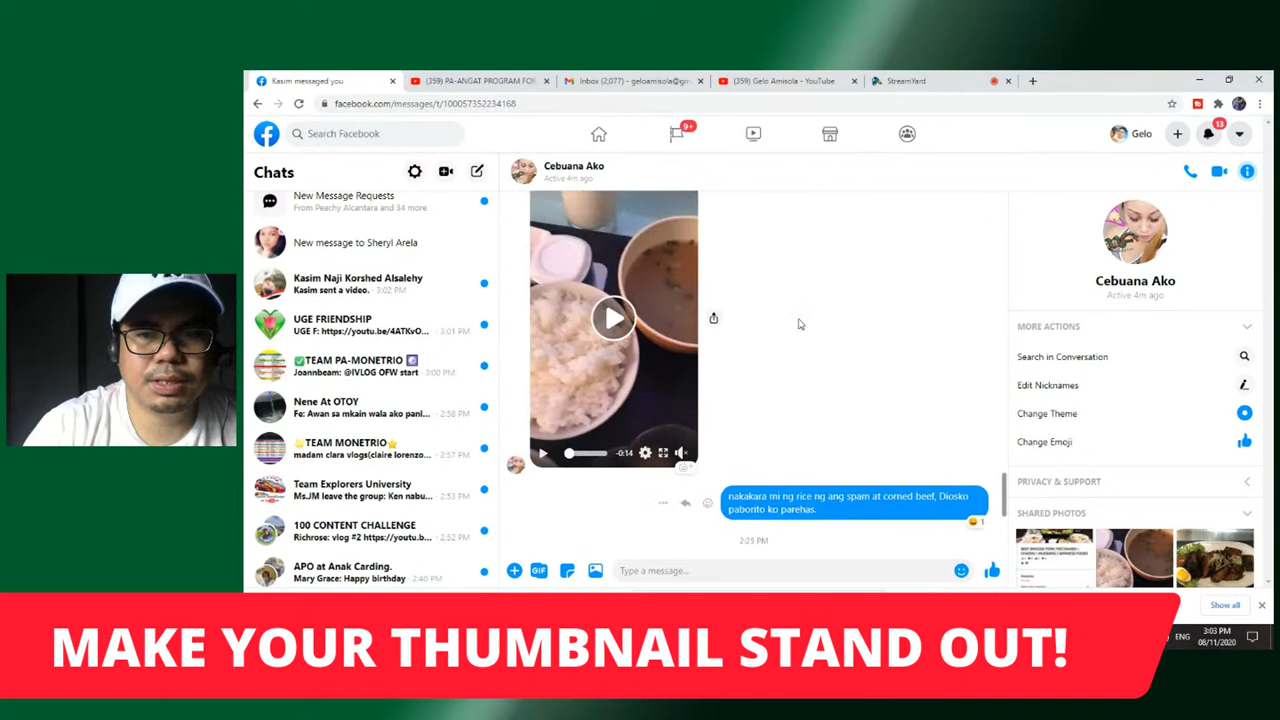 Kasim messaged you
(359) PA-ANGAT PROGRAM FOR
Inbox (2,077) - geloamisola@gm
(359) Gelo Amisola - YouTube
StreamYard
facebook.com/messages/t/100057352234168
Search Facebook
9+
Gelo
13
Chats
New Message Requests
From Peachy Alcantara and 34 more
New message to Sheryl Arela
Kasim Naji Korshed Alsalehy
Kasim sent a video. · 3:02 PM
UGE FRIENDSHIP
UGE F: https://youtu.be/4ATKvO... · 3:01 PM
✅TEAM PA-MONETRIO
Joannbeam: @IVLOG OFW start · 3:00 PM
Nene At OTOY
Fe: Awan sa mkain wala ako panl... · 2:58 PM
🌟TEAM MONETRIO⭐
madam clara vlogs(claire lorenzo... · 2:57 PM
Team Explorers University
Ms.JM leave the group: Ken nabu... · 2:53 PM
100 CONTENT CHALLENGE
Richrose: vlog #2 https://youtu.b... · 2:52 PM
APO at Anak Carding.
Mary Grace: Happy birthday · 2:40 PM
Cebuana Ako
Active 4m ago
-0:14
nakakara mi ng rice ng ang spam at corned beef, Diosko
paborito ko parehas.
😆 1
2:25 PM
GIF
Type a message...
Cebuana Ako
Active 4m ago
MORE ACTIONS
Search in Conversation
Edit Nicknames
Change Theme
Change Emoji
PRIVACY & SUPPORT
SHARED PHOTOS
Show all
ENG
3:03 PM
08/11/2020
MAKE YOUR THUMBNAIL STAND OUT!